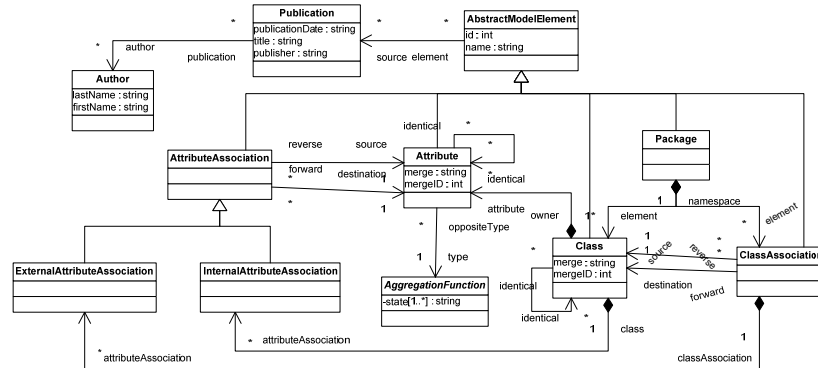 Publication
publicationDate : string
title : string
publisher : string
AbstractModelElement
id : int
name : string
* author
publication *
* source element *
Author
lastName : string
firstName : string
AttributeAssociation
reverse source
forward destination
* 1
* 1
identical *
Attribute
merge : string
mergeID : int
*
* identical
attribute owner
1 *
Package
1 namespace
element * element
* oppositeType
1 type
ExternalAttributeAssociation
InternalAttributeAssociation
AggregationFunction
-state[1..*] : string
Class
merge : string
mergeID : int
* identical
identical *
1 source reverse *
1 destination forward *
ClassAssociation
1 class
* attributeAssociation
* attributeAssociation
1 classAssociation